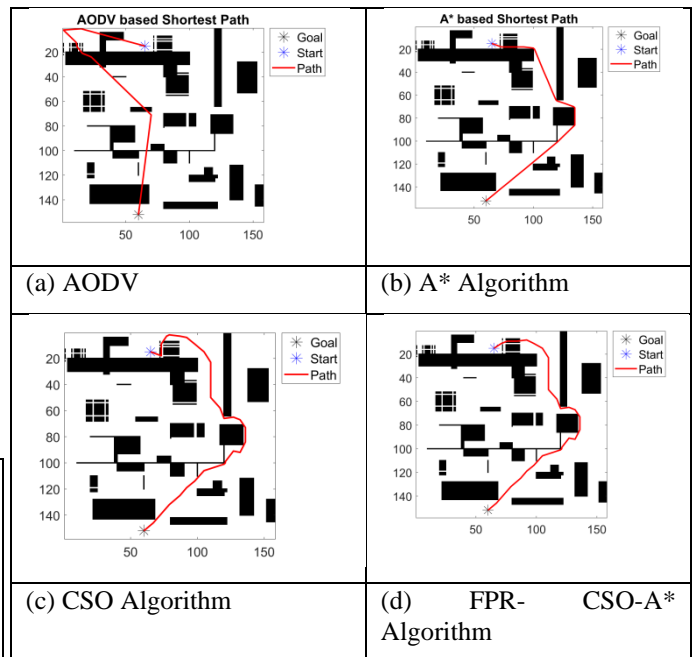 AODV based Shortest Path
Goal
Start
Path
20
40
60
80
100
120
140
50
100
150
A* based Shortest Path
Goal
Start
Path
20
40
60
80
100
120
140
50
100
150
(a) AODV
(b) A* Algorithm
Goal
Start
Path
20
40
60
80
100
120
140
50
100
150
Goal
Start
Path
20
40
60
80
100
120
140
50
100
150
(c) CSO Algorithm
(d) FPR- CSO-A*
Algorithm